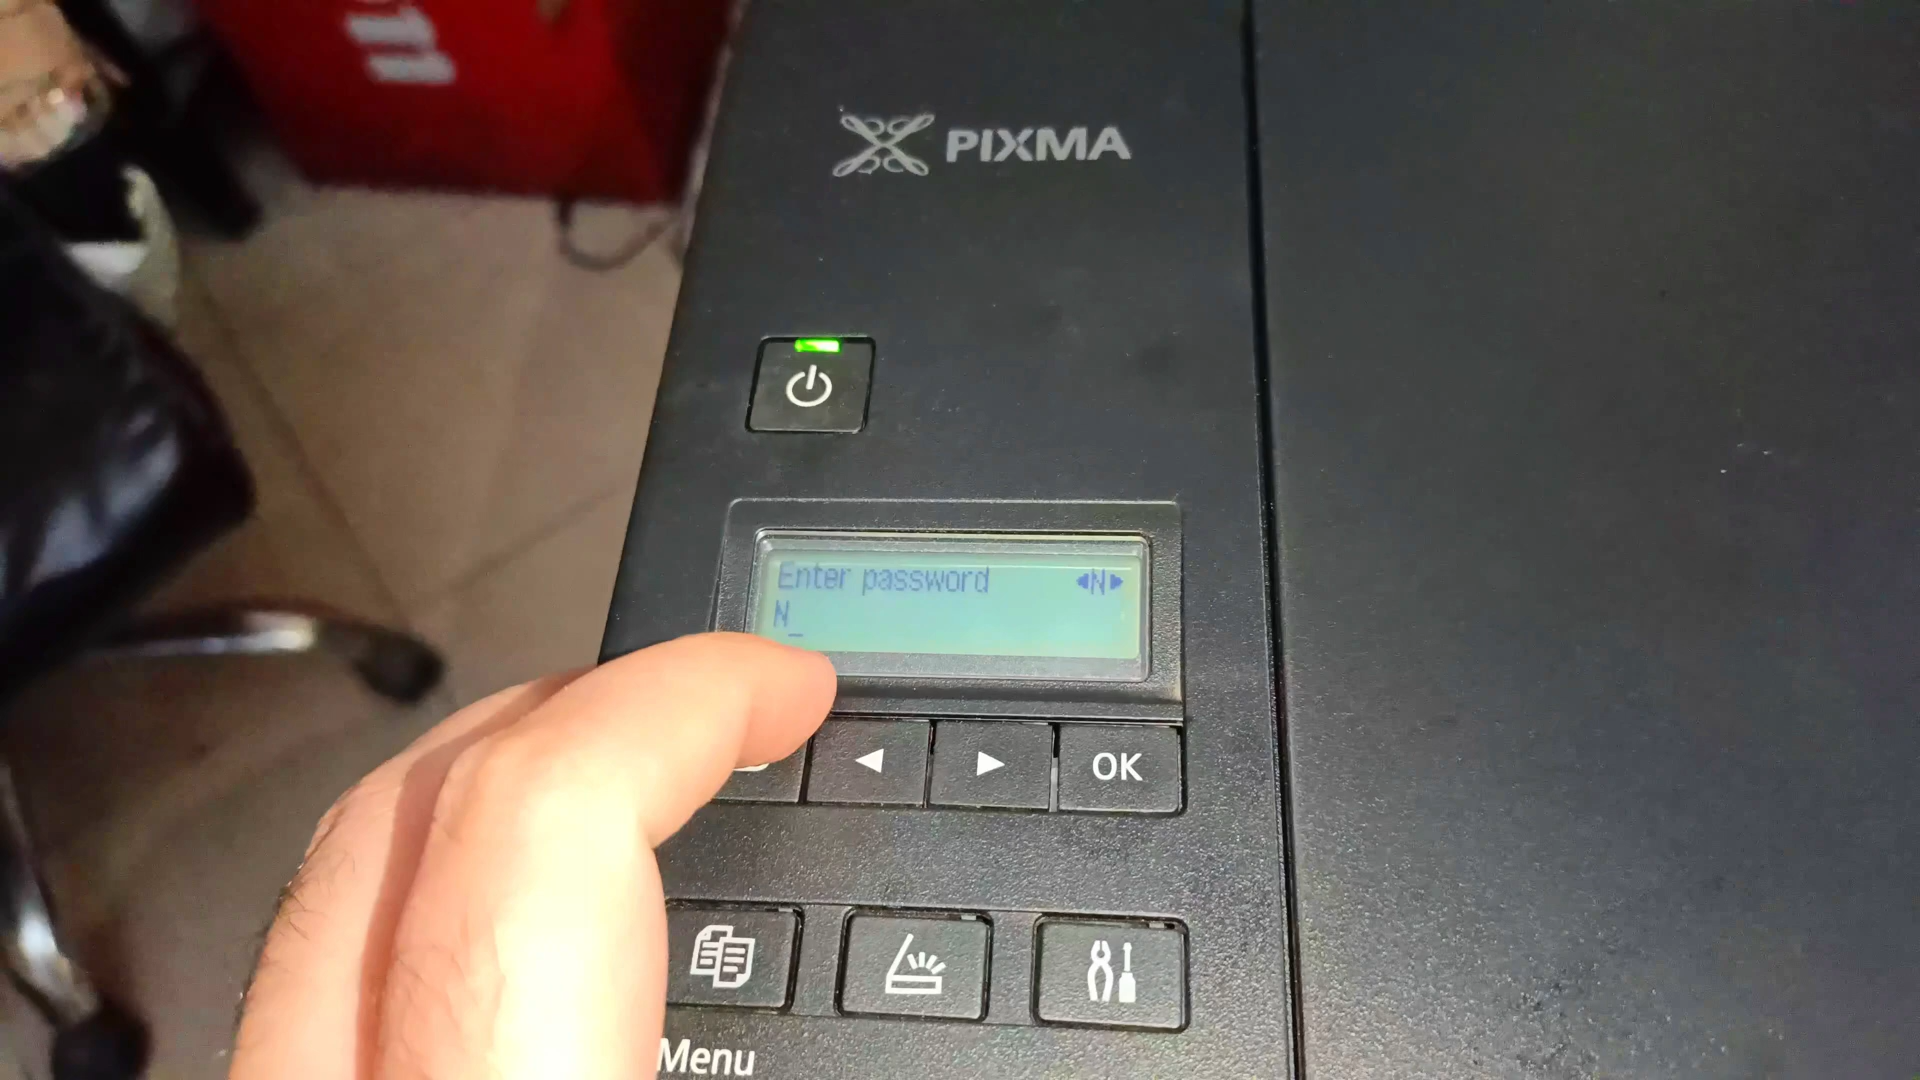 PIXMA
Enter password ◀N▶
N_
OK
Menu